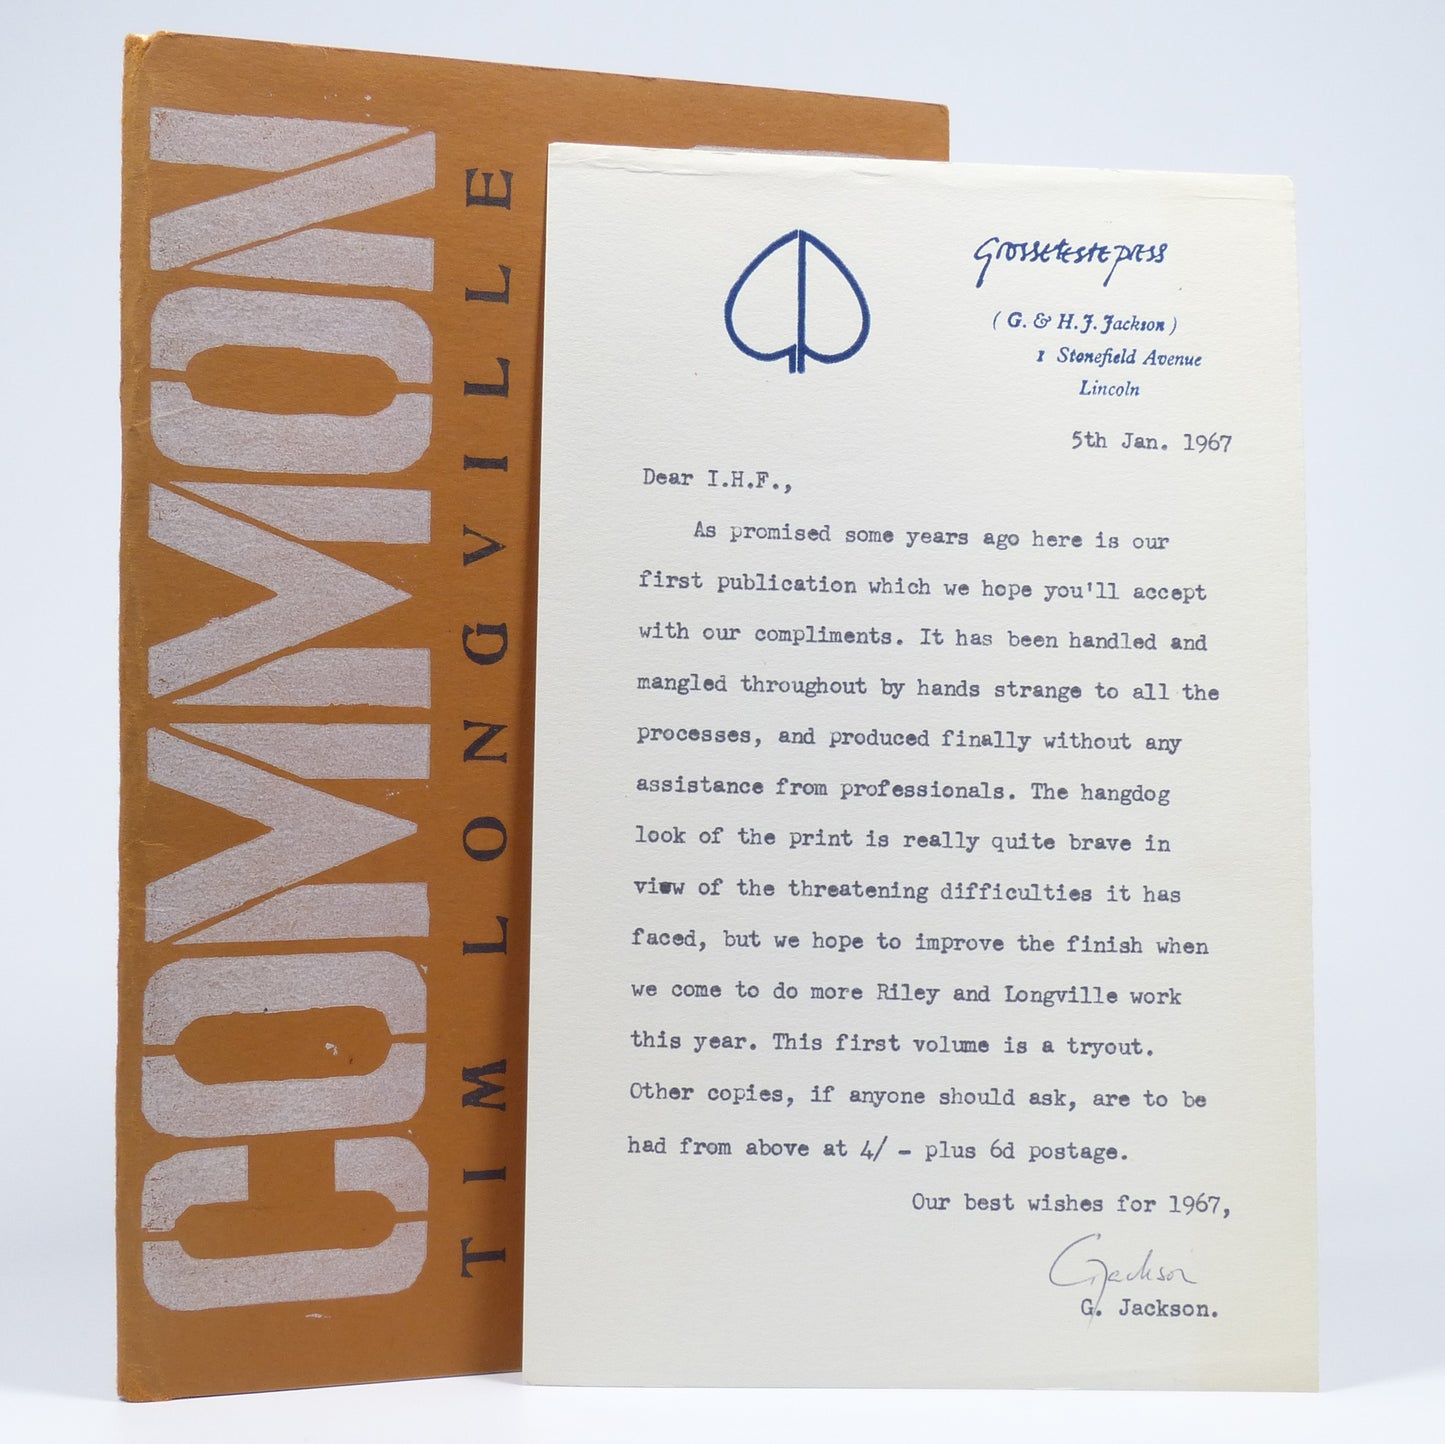 COMMON
TIM LONGVILLE
Grosseteste press
( G. & H. J. Jackson )
1 Stonefield Avenue
Lincoln
5th Jan. 1967
Dear I.H.F.,
As promised some years ago here is our
first publication which we hope you'll accept
with our compliments. It has been handled and
mangled throughout by hands strange to all the
processes, and produced finally without any
assistance from professionals. The hangdog
look of the print is really quite brave in
view of the threatening difficulties it has
faced, but we hope to improve the finish when
we come to do more Riley and Longville work
this year. This first volume is a tryout.
Other copies, if anyone should ask, are to be
had from above at 4/ - plus 6d postage.
Our best wishes for 1967,
G Jackson
G. Jackson.